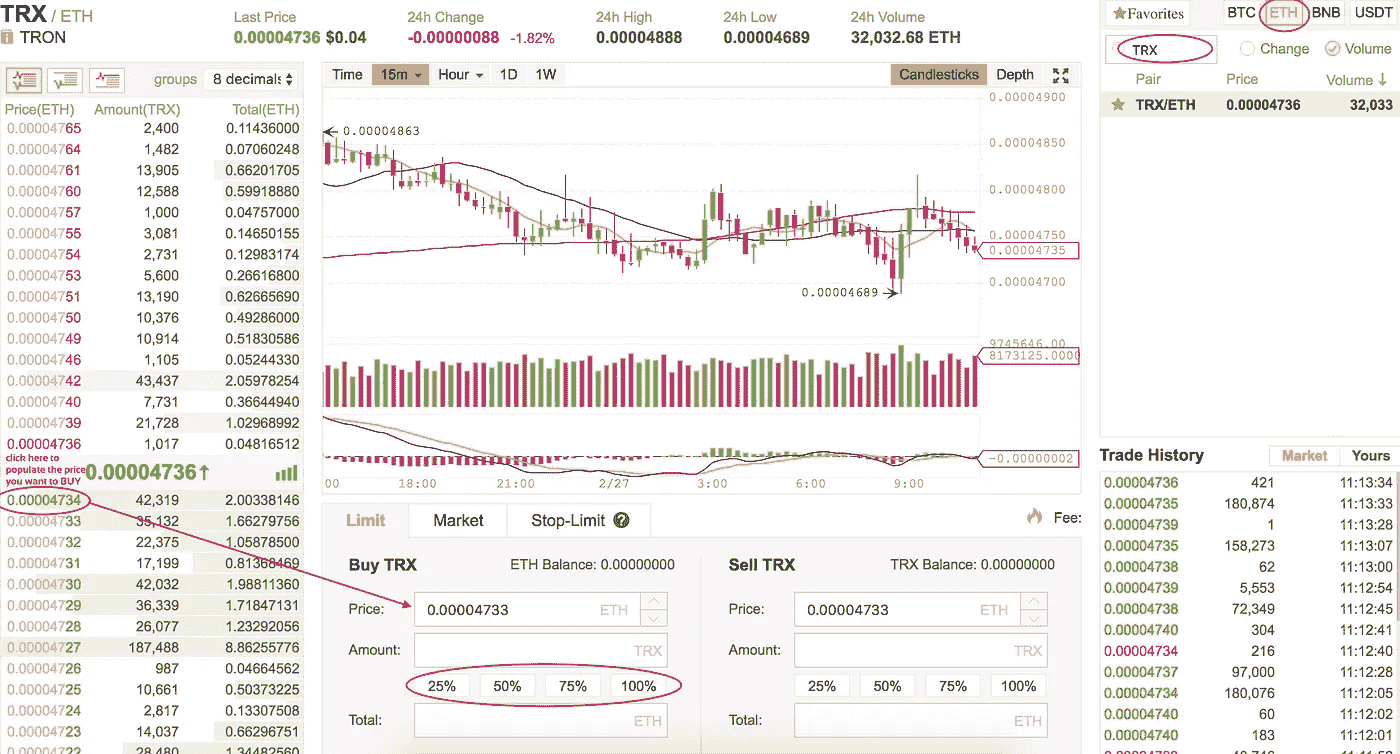 TRX / ETH
TRON
Last Price
0.00004736 $0.04
24h Change
-0.00000088 -1.82%
24h High
0.00004888
24h Low
0.00004689
24h Volume
32,032.68 ETH
groups 8 decimals
Price(ETH) Amount(TRX) Total(ETH)
0.00004765 2,400 0.11436000
0.00004764 1,482 0.07060248
0.00004761 13,905 0.66201705
0.00004760 12,588 0.59918880
0.00004757 1,000 0.04757000
0.00004755 3,081 0.14650155
0.00004754 2,731 0.12983174
0.00004753 5,600 0.26616800
0.00004751 13,190 0.62665690
0.00004750 10,376 0.49286000
0.00004749 10,914 0.51830586
0.00004746 1,105 0.05244330
0.00004742 43,437 2.05978254
0.00004740 7,731 0.36644940
0.00004739 21,728 1.02968992
0.00004736 1,017 0.04816512
click here to
populate the price
you want to BUY
0.00004736↑
0.00004734 42,319 2.00338146
0.00004733 35,132 1.66279756
0.00004732 22,375 1.05878500
0.00004731 17,199 0.81368469
0.00004730 42,032 1.98811360
0.00004729 36,339 1.71847131
0.00004728 26,077 1.23292056
0.00004727 187,488 8.86255776
0.00004726 987 0.04664562
0.00004725 10,661 0.50373225
0.00004724 2,817 0.13307508
0.00004723 14,037 0.66296751
0.00004722 28,480 1.34482560
Time 15m Hour 1D 1W
Candlesticks Depth
0.00004900
0.00004863
0.00004850
0.00004800
0.00004750
0.00004735
0.00004700
0.00004689
9745646.00
8173125.0000
-0.00000002
00 18:00 21:00 2/27 3:00 6:00 9:00
Limit Market Stop-Limit ?
Fee:
Buy TRX ETH Balance: 0.00000000
Price: 0.00004733 ETH
Amount: TRX
25% 50% 75% 100%
Total: ETH
Sell TRX TRX Balance: 0.00000000
Price: 0.00004733 ETH
Amount: TRX
25% 50% 75% 100%
Total: ETH
Favorites BTC ETH BNB USDT
TRX Change Volume
Pair Price Volume ↓
TRX/ETH 0.00004736 32,033
Trade History Market Yours
0.00004736 421 11:13:34
0.00004735 180,874 11:13:33
0.00004739 1 11:13:28
0.00004735 158,273 11:13:07
0.00004738 62 11:13:00
0.00004739 5,553 11:12:54
0.00004738 72,349 11:12:45
0.00004740 304 11:12:41
0.00004734 216 11:12:40
0.00004737 97,000 11:12:28
0.00004734 180,076 11:12:05
0.00004740 60 11:12:02
0.00004740 183 11:12:01